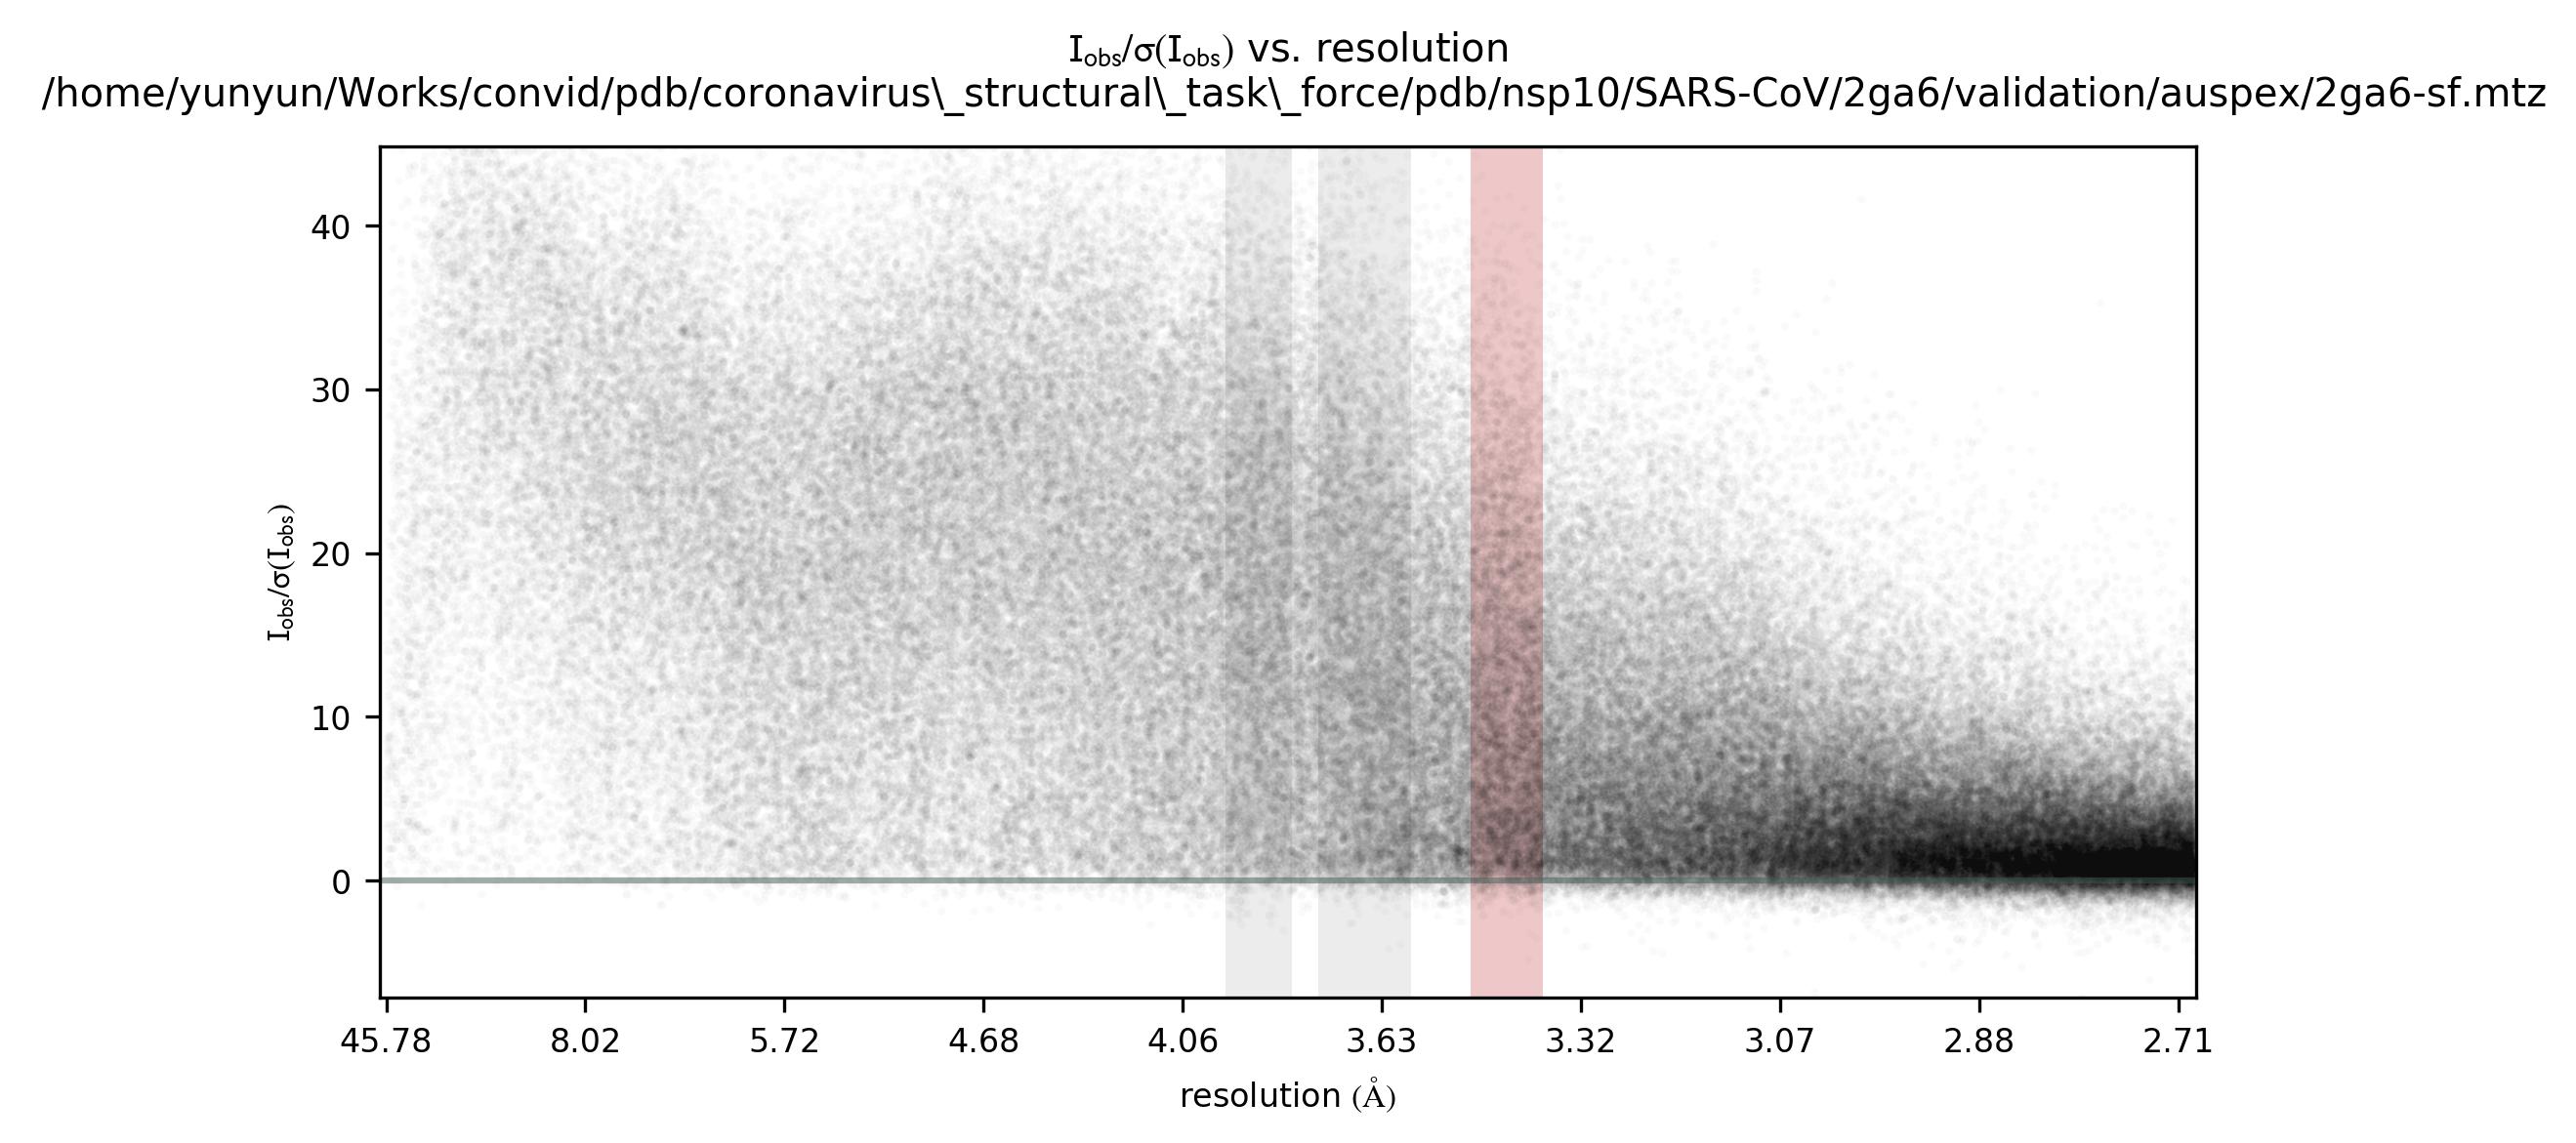 Iobs/σ(Iobs) vs. resolution
/home/yunyun/Works/convid/pdb/coronavirus\_structural\_task\_force/pdb/nsp10/SARS-CoV/2ga6/validation/auspex/2ga6-sf.mtz
40
30
20
10
0
Iobs/σ(Iobs)
45.78 8.02 5.72 4.68 4.06 3.63 3.32 3.07 2.88 2.71
resolution (Å)